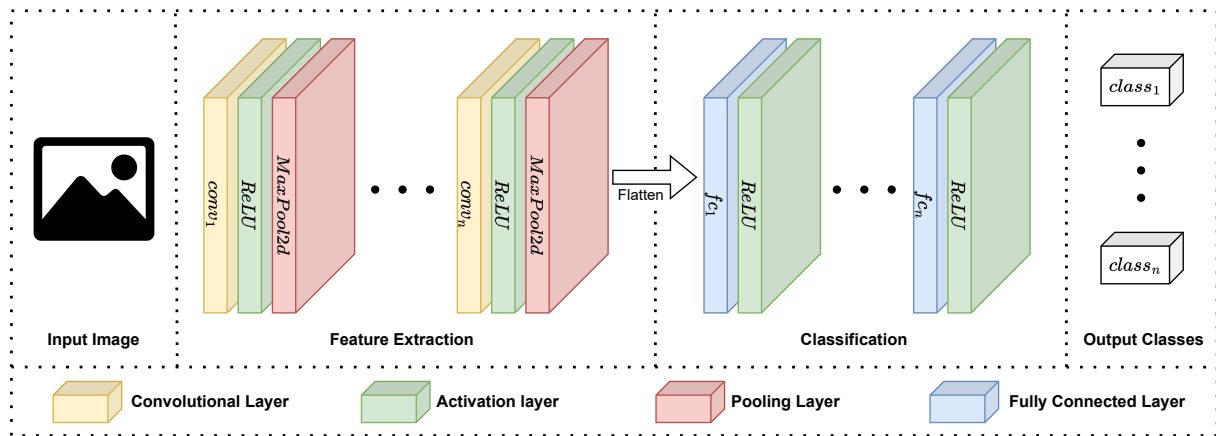 conv₁
ReLU
MaxPool2d
convₙ
ReLU
MaxPool2d
Flatten
fc₁
ReLU
fcₙ
ReLU
class₁
classₙ
Input Image
Feature Extraction
Classification
Output Classes
Convolutional Layer
Activation layer
Pooling Layer
Fully Connected Layer